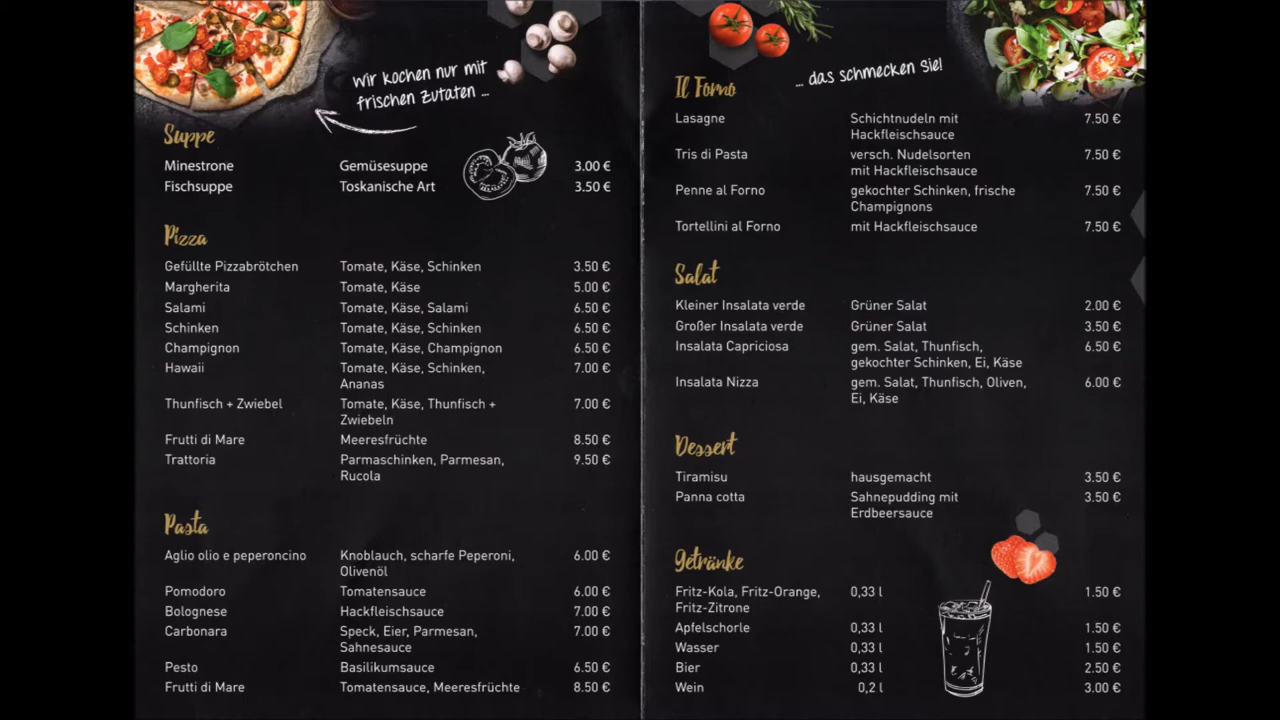 Wir kochen nur mit
frischen Zutaten ...
Suppe
Minestrone Gemüsesuppe 3.00 €
Fischsuppe Toskanische Art 3.50 €
Pizza
Gefüllte Pizzabrötchen Tomate, Käse, Schinken 3.50 €
Margherita Tomate, Käse 5.00 €
Salami Tomate, Käse, Salami 6.50 €
Schinken Tomate, Käse, Schinken 6.50 €
Champignon Tomate, Käse, Champignon 6.50 €
Hawaii Tomate, Käse, Schinken, 7.00 €
Ananas
Thunfisch + Zwiebel Tomate, Käse, Thunfisch + 7.00 €
Zwiebeln
Frutti di Mare Meeresfrüchte 8.50 €
Trattoria Parmaschinken, Parmesan, 9.50 €
Rucola
Pasta
Aglio olio e peperoncino Knoblauch, scharfe Peperoni, 6.00 €
Olivenöl
Pomodoro Tomatensauce 6.00 €
Bolognese Hackfleischsauce 7.00 €
Carbonara Speck, Eier, Parmesan, 7.00 €
Sahnesauce
Pesto Basilikumsauce 6.50 €
Frutti di Mare Tomatensauce, Meeresfrüchte 8.50 €
... das schmecken Sie!
Il Forno
Lasagne Schichtnudeln mit 7.50 €
Hackfleischsauce
Tris di Pasta versch. Nudelsorten 7.50 €
mit Hackfleischsauce
Penne al Forno gekochter Schinken, frische 7.50 €
Champignons
Tortellini al Forno mit Hackfleischsauce 7.50 €
Salat
Kleiner Insalata verde Grüner Salat 2.00 €
Großer Insalata verde Grüner Salat 3.50 €
Insalata Capriciosa gem. Salat, Thunfisch, 6.50 €
gekochter Schinken, Ei, Käse
Insalata Nizza gem. Salat, Thunfisch, Oliven, 6.00 €
Ei, Käse
Dessert
Tiramisu hausgemacht 3.50 €
Panna cotta Sahnepudding mit 3.50 €
Erdbeersauce
Getränke
Fritz-Kola, Fritz-Orange, 0,33 l 1.50 €
Fritz-Zitrone
Apfelschorle 0,33 l 1.50 €
Wasser 0,33 l 1.50 €
Bier 0,33 l 2.50 €
Wein 0,2 l 3.00 €